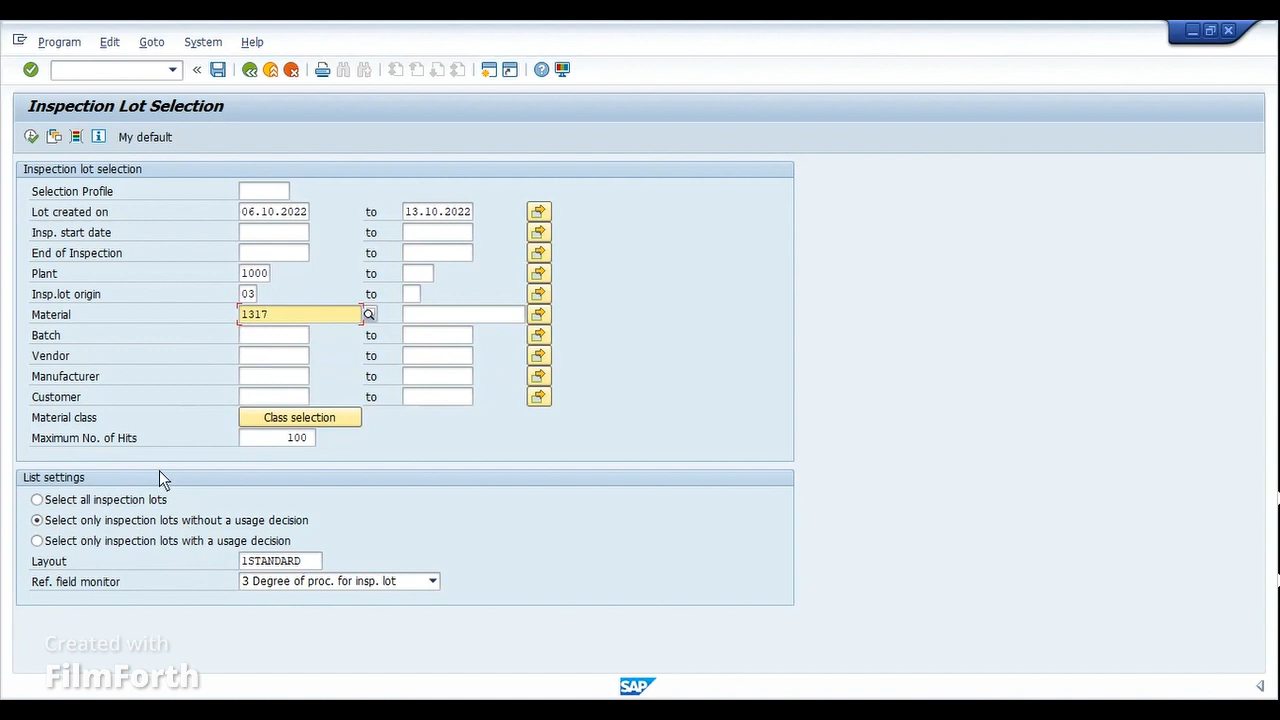 Program Edit Goto System Help
Inspection Lot Selection
My default
Inspection lot selection
Selection Profile
Lot created on 06.10.2022 to 13.10.2022
Insp. start date to
End of Inspection to
Plant 1000 to
Insp.lot origin 03 to
Material 1317
Batch to
Vendor to
Manufacturer to
Customer to
Material class Class selection
Maximum No. of Hits 100
List settings
Select all inspection lots
Select only inspection lots without a usage decision
Select only inspection lots with a usage decision
Layout 1STANDARD
Ref. field monitor 3 Degree of proc. for insp. lot
Created with
FilmForth
SAP